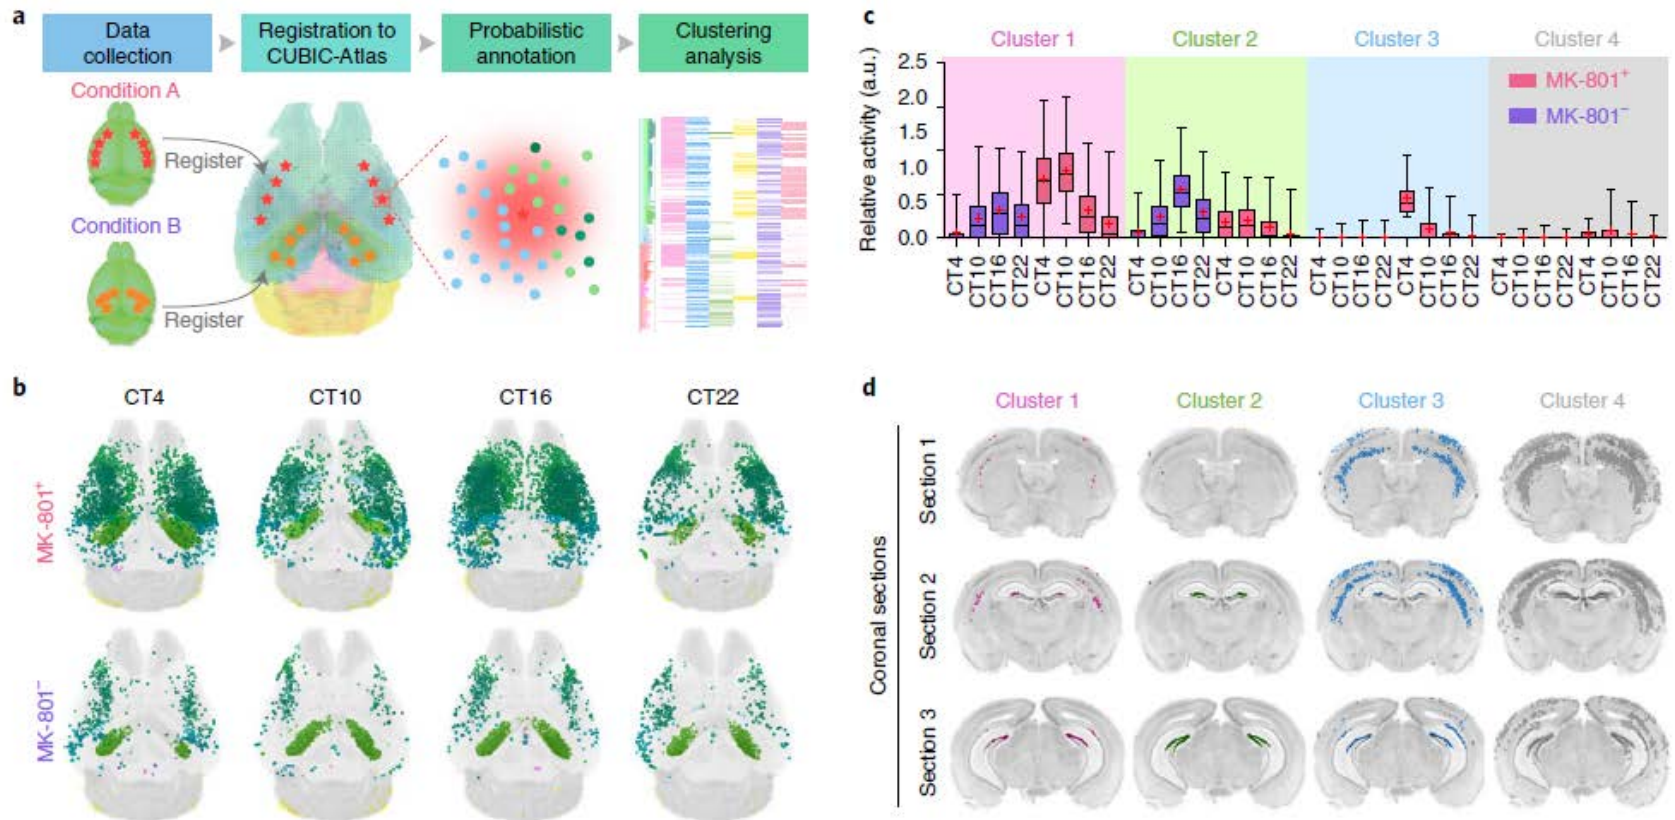 a
Data
collection
Registration to
CUBIC-Atlas
Probabilistic
annotation
Clustering
analysis
Condition A
Register
Condition B
Register
b
CT4 CT10 CT16 CT22
MK-801⁺
MK-801⁻
c
Cluster 1 Cluster 2 Cluster 3 Cluster 4
Relative activity (a.u.)
2.5
2.0
1.5
1.0
0.5
0.0
MK-801⁺
MK-801⁻
CT4 CT10 CT16 CT22 CT4 CT10 CT16 CT22 CT4 CT10 CT16 CT22 CT4 CT10 CT16 CT22 CT4 CT10 CT16 CT22 CT4 CT10 CT16 CT22 CT4 CT10 CT16 CT22 CT4 CT10 CT16 CT22
d
Cluster 1 Cluster 2 Cluster 3 Cluster 4
Coronal sections
Section 1
Section 2
Section 3